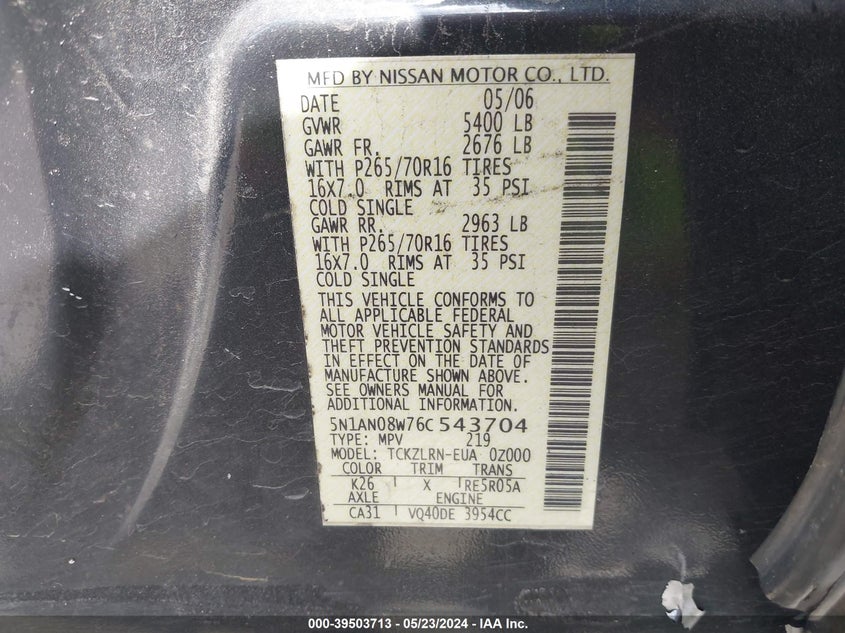 MFD BY NISSAN MOTOR CO., LTD.
DATE 05/06
GVWR 5400 LB
GAWR FR. 2676 LB
WITH P265/70R16 TIRES
16X7.0 RIMS AT 35 PSI
COLD SINGLE
GAWR RR. 2963 LB
WITH P265/70R16 TIRES
16X7.0 RIMS AT 35 PSI
COLD SINGLE
THIS VEHICLE CONFORMS TO
ALL APPLICABLE FEDERAL
MOTOR VEHICLE SAFETY AND
THEFT PREVENTION STANDARDS
IN EFFECT ON THE DATE OF
MANUFACTURE SHOWN ABOVE.
SEE OWNERS MANUAL FOR
ADDITIONAL INFORMATION.
5N1AN08W76C 543704
TYPE: MPV 219
MODEL: TCKZLRN-EUA 0Z000
COLOR TRIM TRANS
K26 X RE5R05A
AXLE ENGINE
CA31 VQ40DE 3954CC
000-39503713 - 05/23/2024 - IAA Inc.